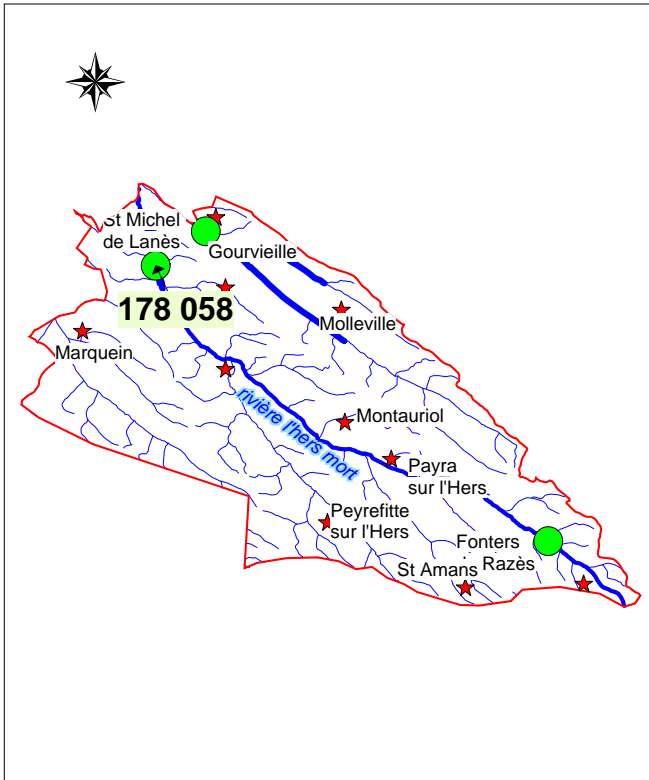 St Michel
de Lanès
Gourvieille
178 058
Molleville
Marquein
rivière l'hers mort
Montauriol
Payra
sur l'Hers
Peyrefitte
sur l'Hers
Fonters
Razès
St Amans